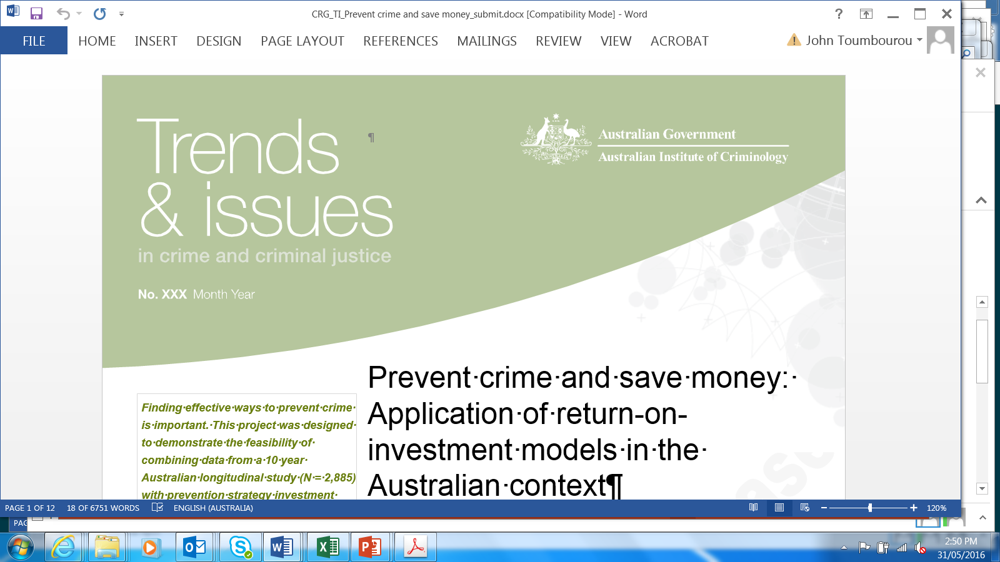 CRG_TI_Prevent crime and save money_submit.docx [Compatibility Mode] - Word
FILE HOME INSERT DESIGN PAGE LAYOUT REFERENCES MAILINGS REVIEW VIEW ACROBAT John Toumbourou
Trends ¶
& issues
in crime and criminal justice
No. XXX Month Year
Australian Government
Australian Institute of Criminology
Prevent·crime·and·save·money:·
Application·of·return-on-
investment·models·in·the·
Australian·context¶
Finding·effective·ways·to·prevent·crime·
is·important.·This·project·was·designed·
to·demonstrate·the·feasibility·of·
combining·data·from·a·10·year·
Australian·longitudinal·study·(N·=·2,885)
with·prevention·strategy·investment·
PAGE 1 OF 12 18 OF 6751 WORDS ENGLISH (AUSTRALIA) 120%
PAG
2:50 PM
31/05/2016